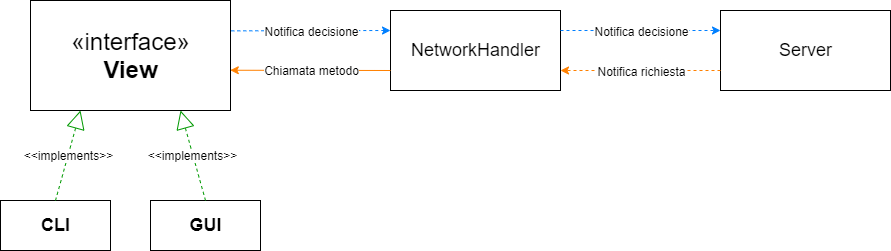 «interface»
View
Notifica decisione
Chiamata metodo
NetworkHandler
Notifica decisione
Notifica richiesta
Server
<<implements>>
<<implements>>
CLI
GUI